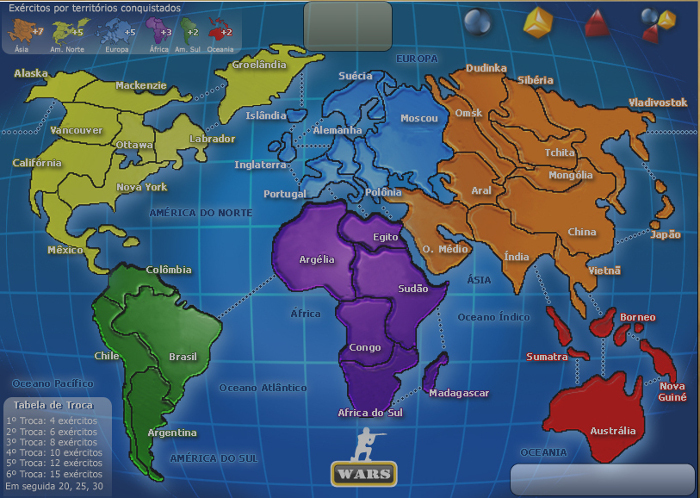 Exércitos por territórios conquistados
+7 +5 +5 +3 +2 +2
Ásia Am. Norte Europa África Am. Sul Oceania
EUROPA
Groelândia
Dudinka
Alaska
Suécia
Sibéria
Mackenzie
Vladivostok
Omsk
Islândia
Moscou
Vancouver
Alemanha
Labrador
Ottawa
Tchita
Califórnia
Inglaterra
Mongólia
Nova York
Portugal
Polônia
Aral
AMÉRICA DO NORTE
China
Japão
Egito
México
O. Médio
Índia
Argélia
Vietnã
Colômbia
ÁSIA
Sudão
Africa
Oceano Índico
Borneo
Congo
Chile
Brasil
Sumatra
Oceano Pacífico
Oceano Atlântico
Madagascar
Nova
Guiné
Tabela de Troca
África do Sul
1º Troca: 4 exércitos
2º Troca: 6 exércitos
3º Troca: 8 exércitos
4º Troca: 10 exércitos
5º Troca: 12 exércitos
6º Troca: 15 exércitos
Em seguida 20, 25, 30
Argentina
Austrália
AMÉRICA DO SUL
OCEANIA
WARS